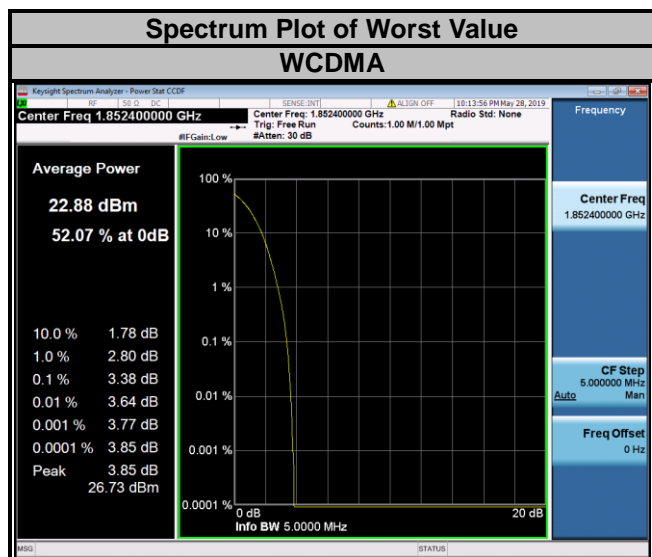 Spectrum Plot of Worst Value
WCDMA
Keysight Spectrum Analyzer - Power Stat CCDF
RF 50 Ω DC SENSE:INT ALIGN OFF 10:13:56 PM May 28, 2019
Center Freq 1.852400000 GHz
Center Freq: 1.852400000 GHz Radio Std: None
Trig: Free Run Counts:1.00 M/1.00 Mpt
#IFGain:Low #Atten: 30 dB
Average Power
22.88 dBm
52.07 % at 0dB
10.0 % 1.78 dB
1.0 % 2.80 dB
0.1 % 3.38 dB
0.01 % 3.64 dB
0.001 % 3.77 dB
0.0001 % 3.85 dB
Peak 3.85 dB
26.73 dBm
100 %
10 %
1 %
0.1 %
0.01 %
0.001 %
0.0001 %
0 dB 20 dB
Info BW 5.0000 MHz
Frequency
Center Freq
1.852400000 GHz
CF Step
5.000000 MHz
Auto Man
Freq Offset
0 Hz
MSG STATUS